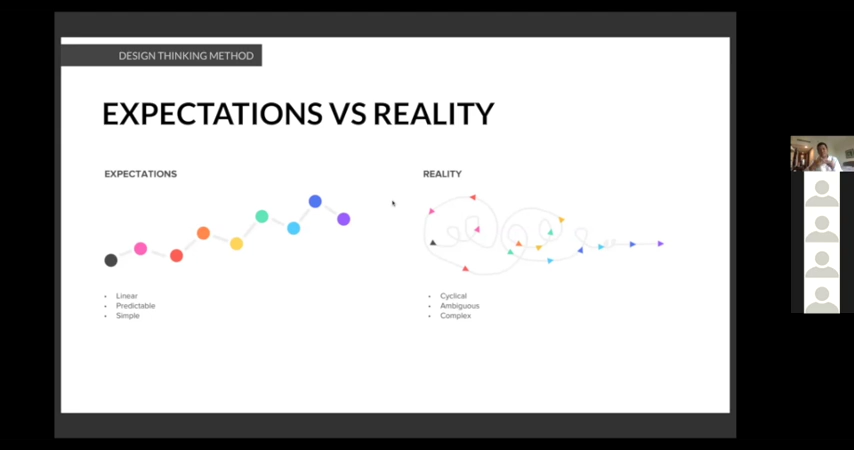 DESIGN THINKING METHOD
EXPECTATIONS VS REALITY
EXPECTATIONS
• Linear
• Predictable
• Simple
REALITY
• Cyclical
• Ambiguous
• Complex